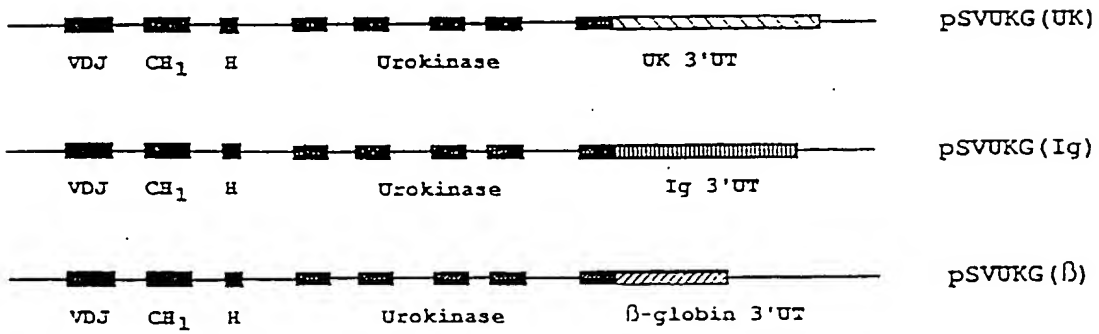 pSVUKG(UK)
VDJ CH1 H Urokinase UK 3'UT
pSVUKG(Ig)
VDJ CH1 H Urokinase Ig 3'UT
pSVUKG(β)
VDJ CH1 H Urokinase β-globin 3'UT